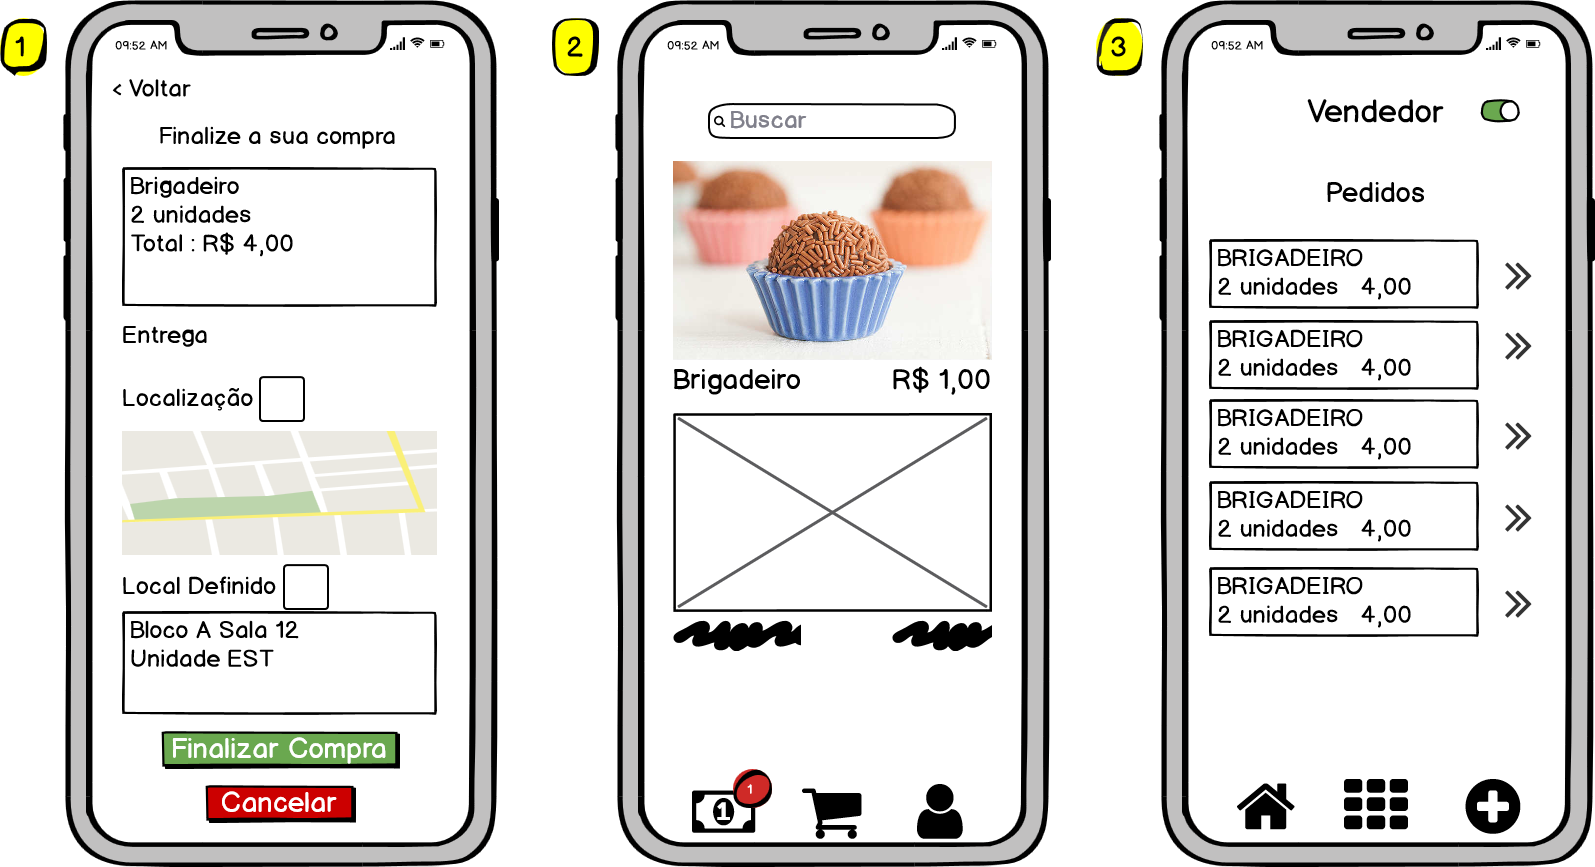 1
09:52 AM
< Voltar
Finalize a sua compra
Brigadeiro
2 unidades
Total : R$ 4,00
Entrega
Localização
Local Definido
Bloco A Sala 12
Unidade EST
Finalizar Compra
Cancelar
2
09:52 AM
Buscar
Brigadeiro R$ 1,00
1
1
3
09:52 AM
Vendedor
Pedidos
BRIGADEIRO
2 unidades 4,00
BRIGADEIRO
2 unidades 4,00
BRIGADEIRO
2 unidades 4,00
BRIGADEIRO
2 unidades 4,00
BRIGADEIRO
2 unidades 4,00